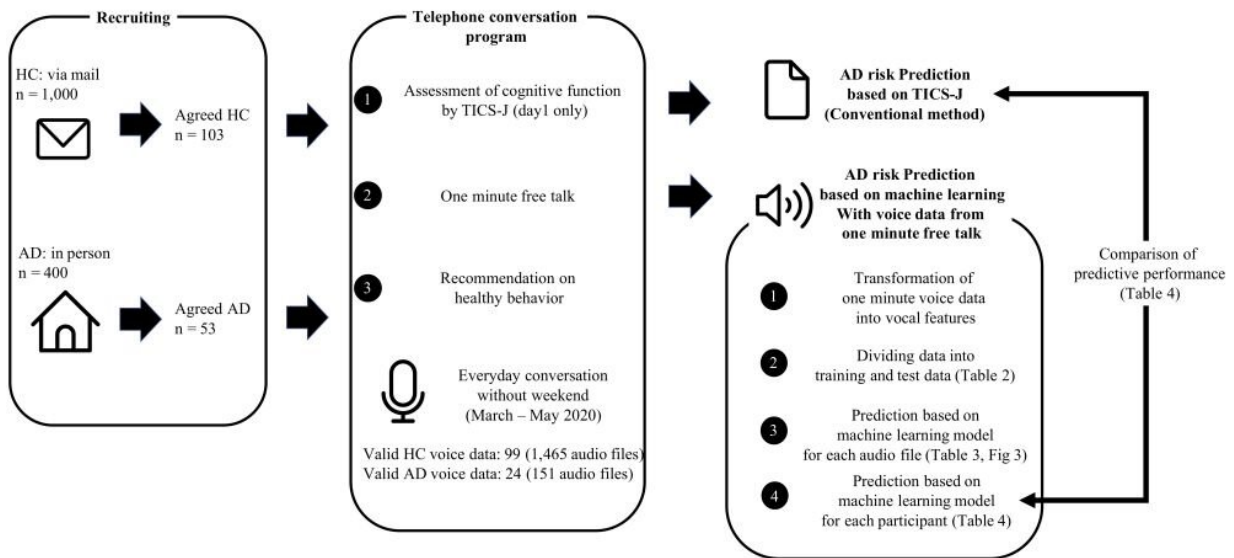 Recruiting
HC: via mail
n = 1,000
Agreed HC
n = 103
AD: in person
n = 400
Agreed AD
n = 53
Telephone conversation
program
1
Assessment of cognitive function
by TICS-J (day1 only)
2
One minute free talk
3
Recommendation on
healthy behavior
Everyday conversation
without weekend
(March – May 2020)
Valid HC voice data: 99 (1,465 audio files)
Valid AD voice data: 24 (151 audio files)
AD risk Prediction
based on TICS-J
(Conventional method)
AD risk Prediction
based on machine learning
With voice data from
one minute free talk
1
Transformation of
one minute voice data
into vocal features
2
Dividing data into
training and test data (Table 2)
3
Prediction based on
machine learning model
for each audio file (Table 3, Fig 3)
4
Prediction based on
machine learning model
for each participant (Table 4)
Comparison of
predictive performance
(Table 4)